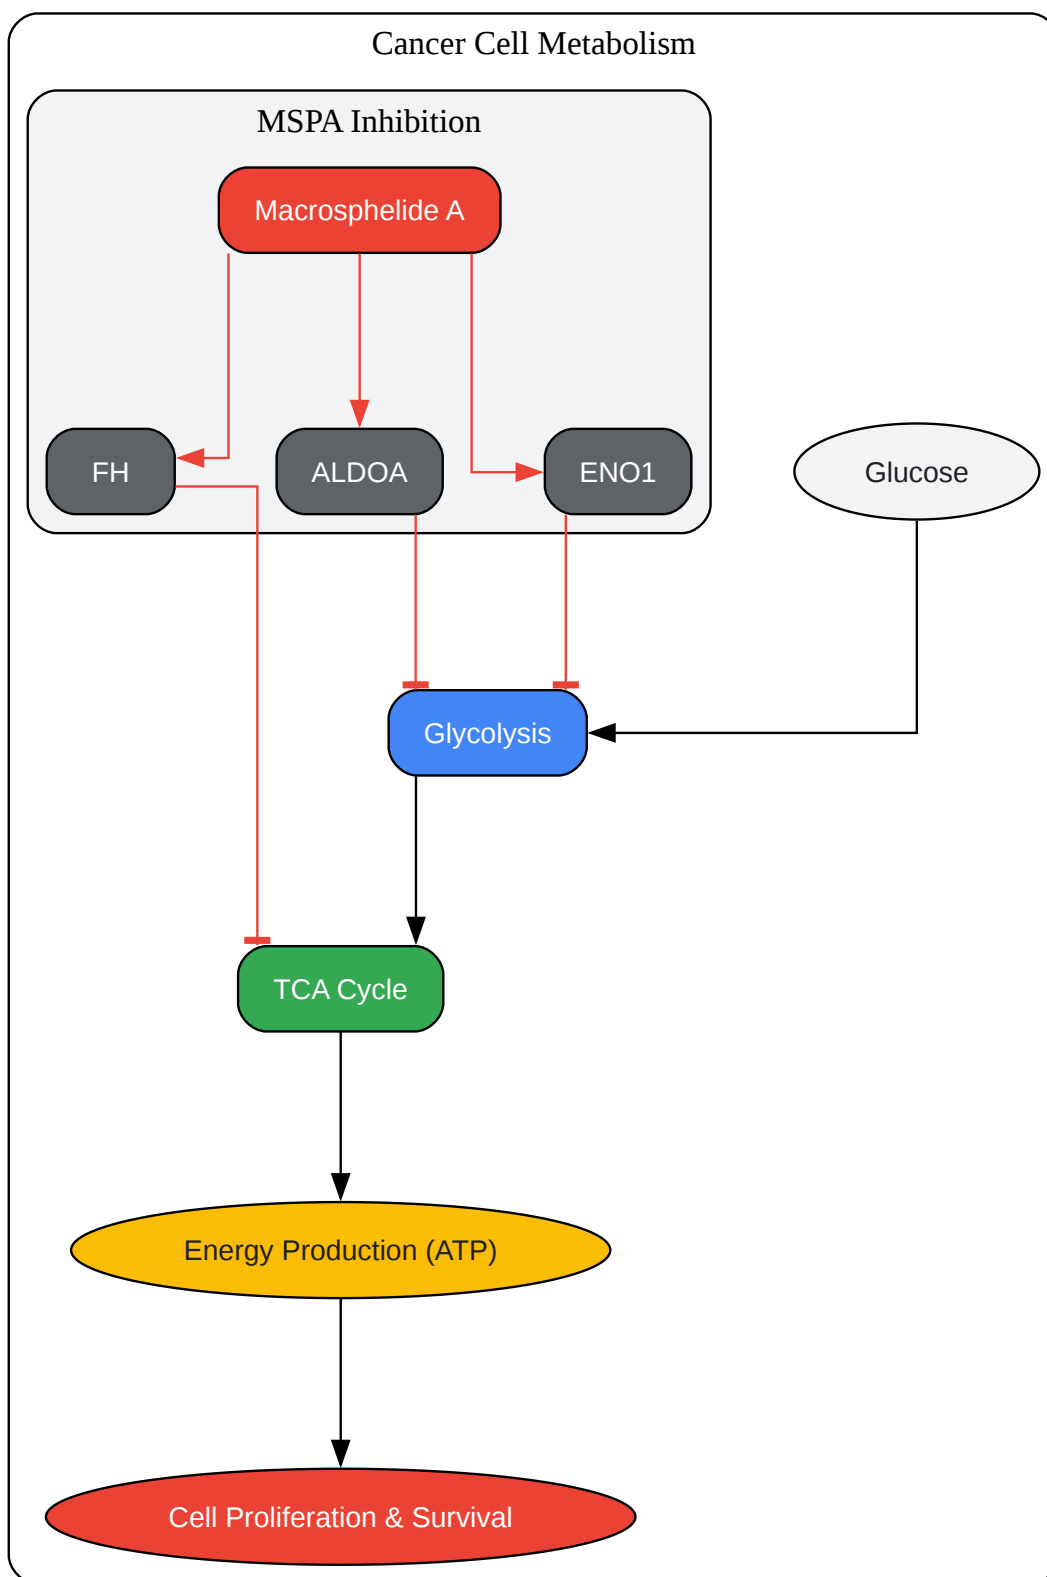 Cancer Cell Metabolism
MSPA Inhibition
Macrosphelide A
FH
ALDOA
ENO1
Glucose
Glycolysis
TCA Cycle
Energy Production (ATP)
Cell Proliferation & Survival